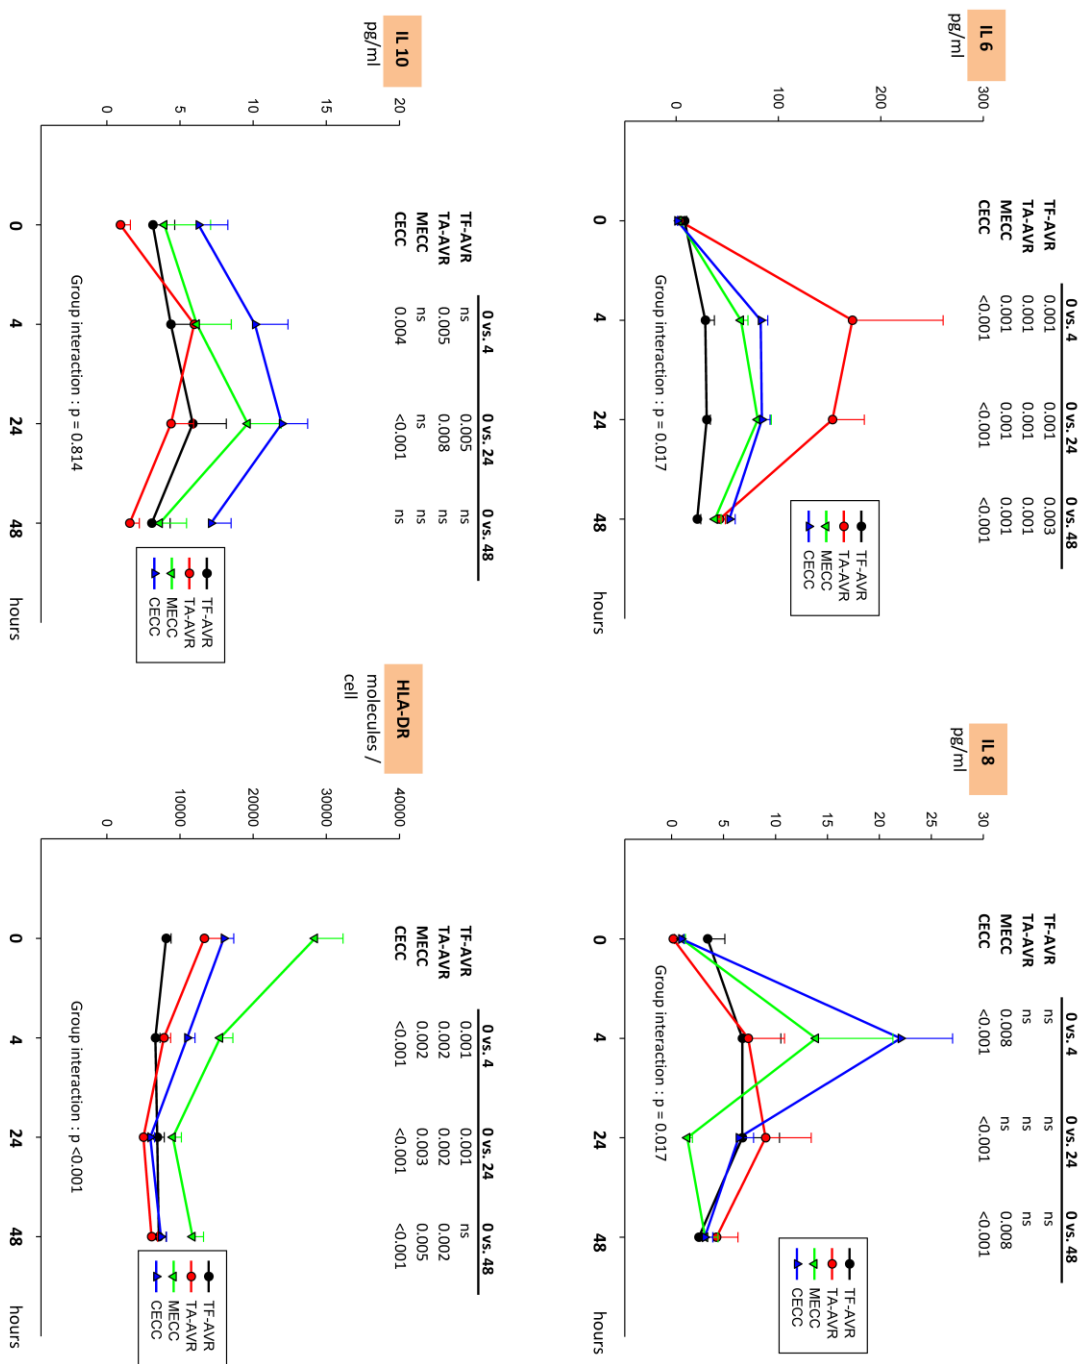 IL 6
pg/ml
300
200
100
0
0 vs. 4 0 vs. 24 0 vs. 48
TF-AVR 0.001 0.001 0.003
TA-AVR 0.001 0.001 0.001
MECC 0.001 0.001 0.001
CECC <0.001 <0.001 <0.001
TF-AVR
TA-AVR
MECC
CECC
Group interaction : p = 0.017
0 4 24 48 hours
IL 8
pg/ml
30
25
20
15
10
5
0
0 vs. 4 0 vs. 24 0 vs. 48
TF-AVR ns ns ns
TA-AVR ns ns ns
MECC 0.008 ns 0.008
CECC <0.001 <0.001 <0.001
TF-AVR
TA-AVR
MECC
CECC
Group interaction : p = 0.017
0 4 24 48 hours
IL 10
pg/ml
20
15
10
5
0
0 vs. 4 0 vs. 24 0 vs. 48
TF-AVR ns 0.005 ns
TA-AVR 0.005 0.008 ns
MECC ns ns ns
CECC 0.004 <0.001 ns
Group interaction : p = 0.814
TF-AVR
TA-AVR
MECC
CECC
0 4 24 48 hours
HLA-DR
molecules /
cell
40000
30000
20000
10000
0
0 vs. 4 0 vs. 24 0 vs. 48
TF-AVR 0.001 0.001 ns
TA-AVR 0.002 0.002 0.002
MECC 0.002 0.003 0.005
CECC <0.001 <0.001 <0.001
Group interaction : p <0.001
TF-AVR
TA-AVR
MECC
CECC
0 4 24 48 hours